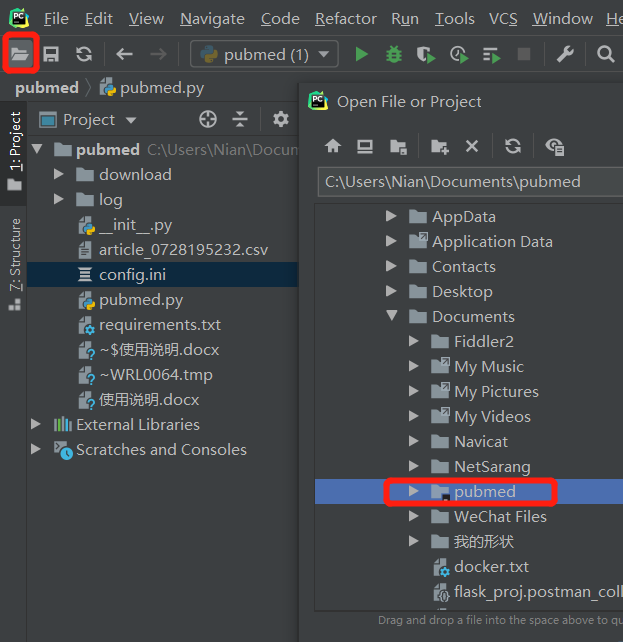 File Edit View Navigate Code Refactor Run Tools VCS Window He
pubmed (1)
pubmed pubmed.py
1: Project
7: Structure
Project
pubmed C:\Users\Nian\Docum
download
log
__init__.py
article_0728195232.csv
config.ini
pubmed.py
requirements.txt
~$使用说明.docx
~WRL0064.tmp
使用说明.docx
External Libraries
Scratches and Consoles
Open File or Project
C:\Users\Nian\Documents\pubmed
AppData
Application Data
Contacts
Desktop
Documents
Fiddler2
My Music
My Pictures
My Videos
Navicat
NetSarang
pubmed
WeChat Files
我的形状
docker.txt
flask_proj.postman_coll
Drag and drop a file into the space above to qu